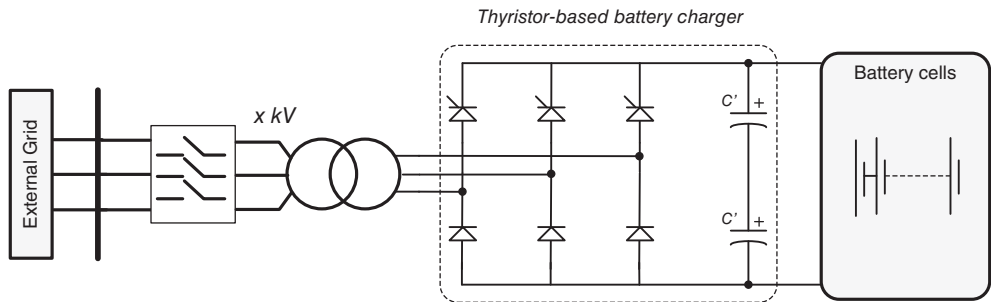 Thyristor-based battery charger
External Grid
x kV
C' +
C' +
Battery cells